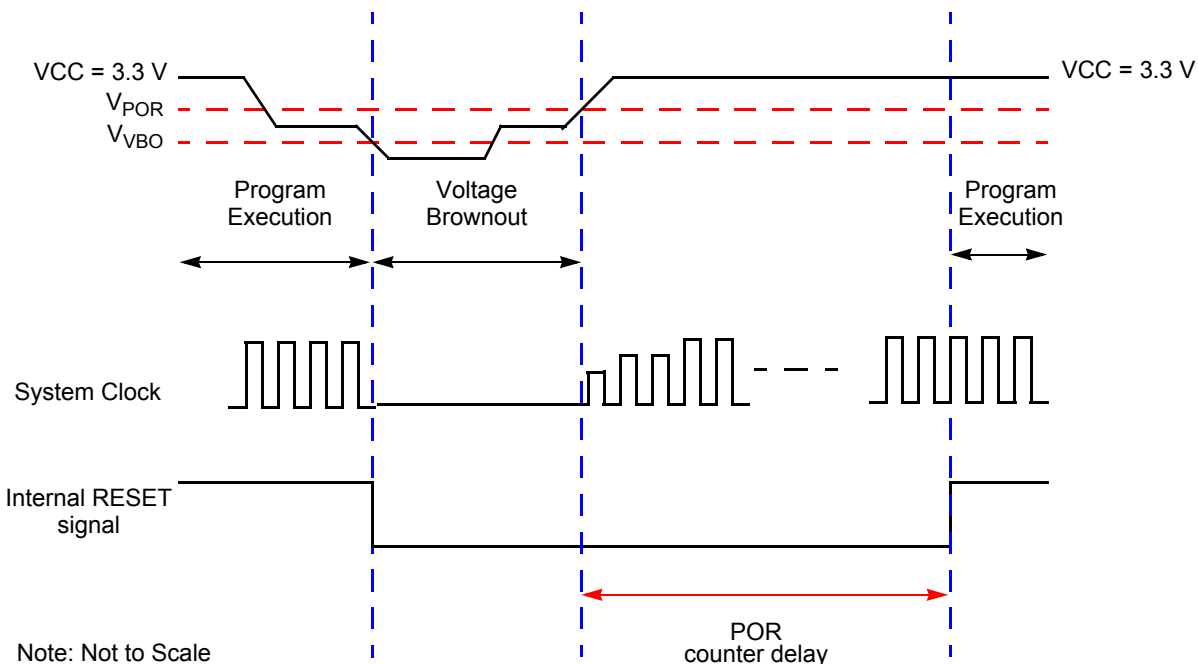 VCC = 3.3 V
VCC = 3.3 V
VPOR
VVBO
Program
Execution
Voltage
Brownout
Program
Execution
System Clock
Internal RESET
signal
POR
counter delay
Note: Not to Scale